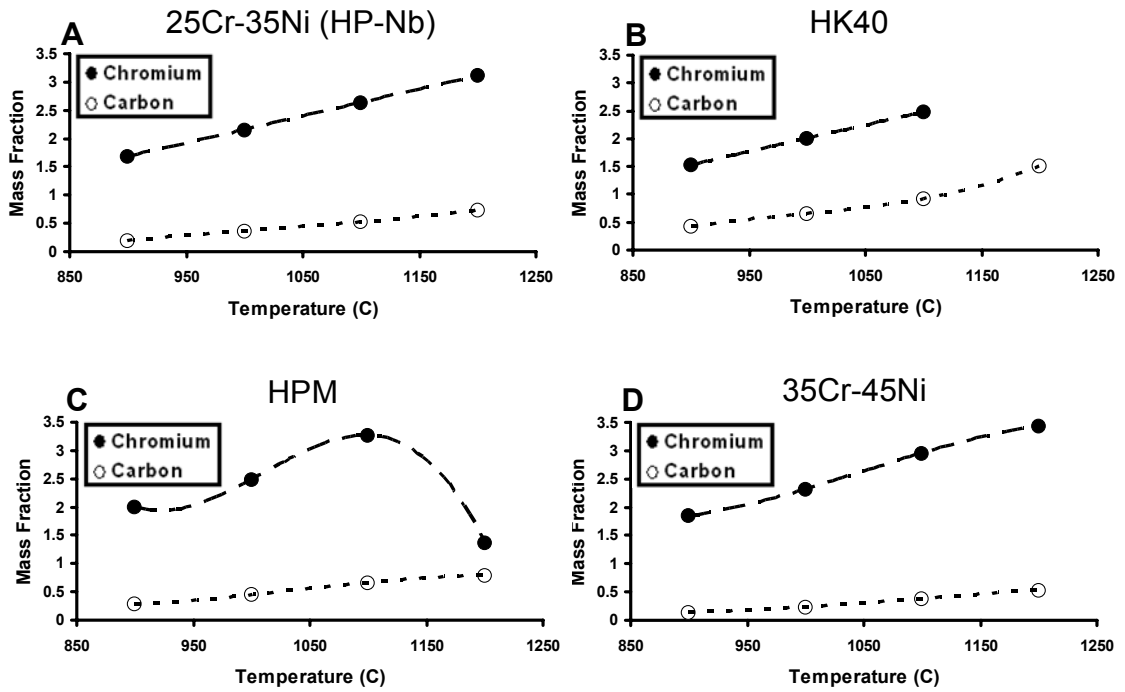 A
25Cr-35Ni (HP-Nb)
3.5
3
2.5
2
1.5
1
0.5
0
Mass Fraction
Chromium
Carbon
850
950
1050
1150
1250
Temperature (C)
B
HK40
3.5
3
2.5
2
1.5
1
0.5
0
Mass Fraction
Chromium
Carbon
850
950
1050
1150
1250
Temperature (C)
C
HPM
3.5
3
2.5
2
1.5
1
0.5
0
Mass Fraction
Chromium
Carbon
850
950
1050
1150
1250
Temperature (C)
D
35Cr-45Ni
3.5
3
2.5
2
1.5
1
0.5
0
Mass Fraction
Chromium
Carbon
850
950
1050
1150
1250
Temperature (C)